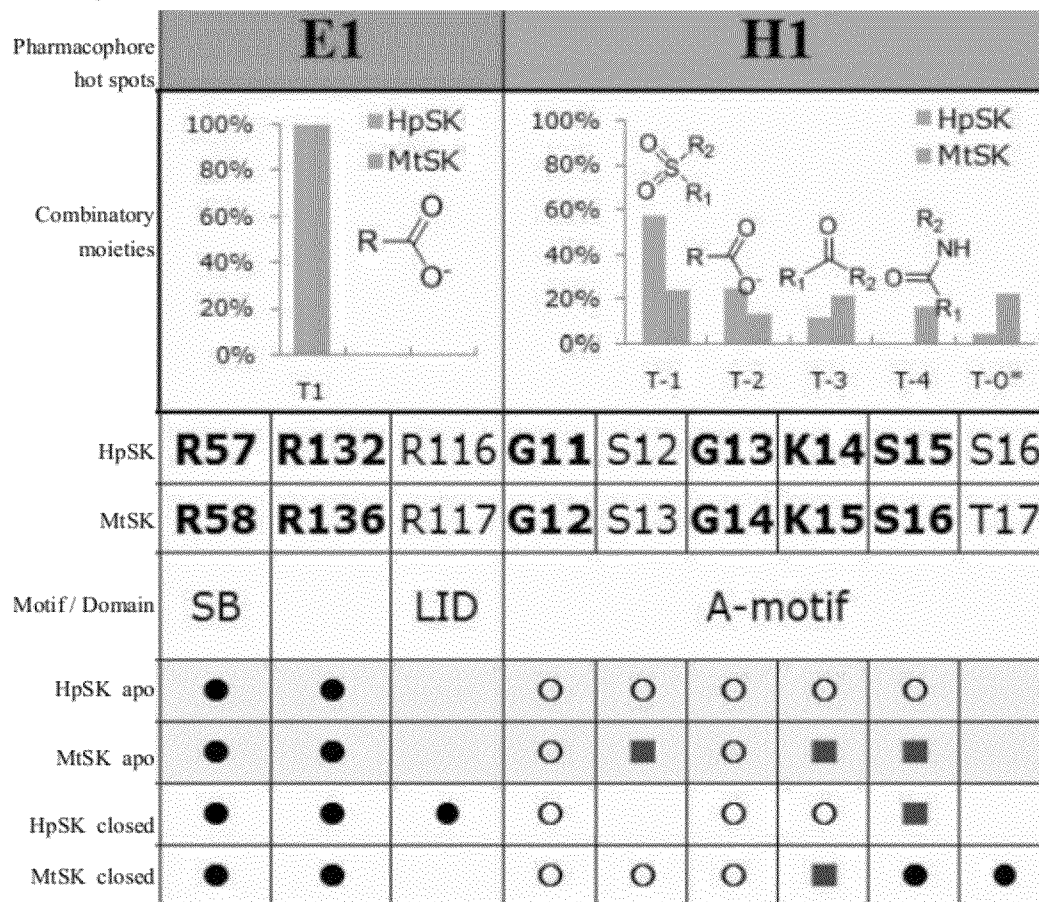 Pharmacophore hot spots E1 H1
Combinatory moieties
100%
80%
60%
40%
20%
0%
HpSK
MtSK
R
O
O-
T1
100%
80%
60%
40%
20%
0%
HpSK
MtSK
O
O
S
R2
R1
R
O
O-
O
R1
R2
R2
NH
O
R1
T-1 T-2 T-3 T-4 T-0*
HpSK R57 R132 R116 G11 S12 G13 K14 S15 S16
MtSK R58 R136 R117 G12 S13 G14 K15 S16 T17
Motif / Domain SB LID A-motif
HpSK apo
MtSK apo
HpSK closed
MtSK closed